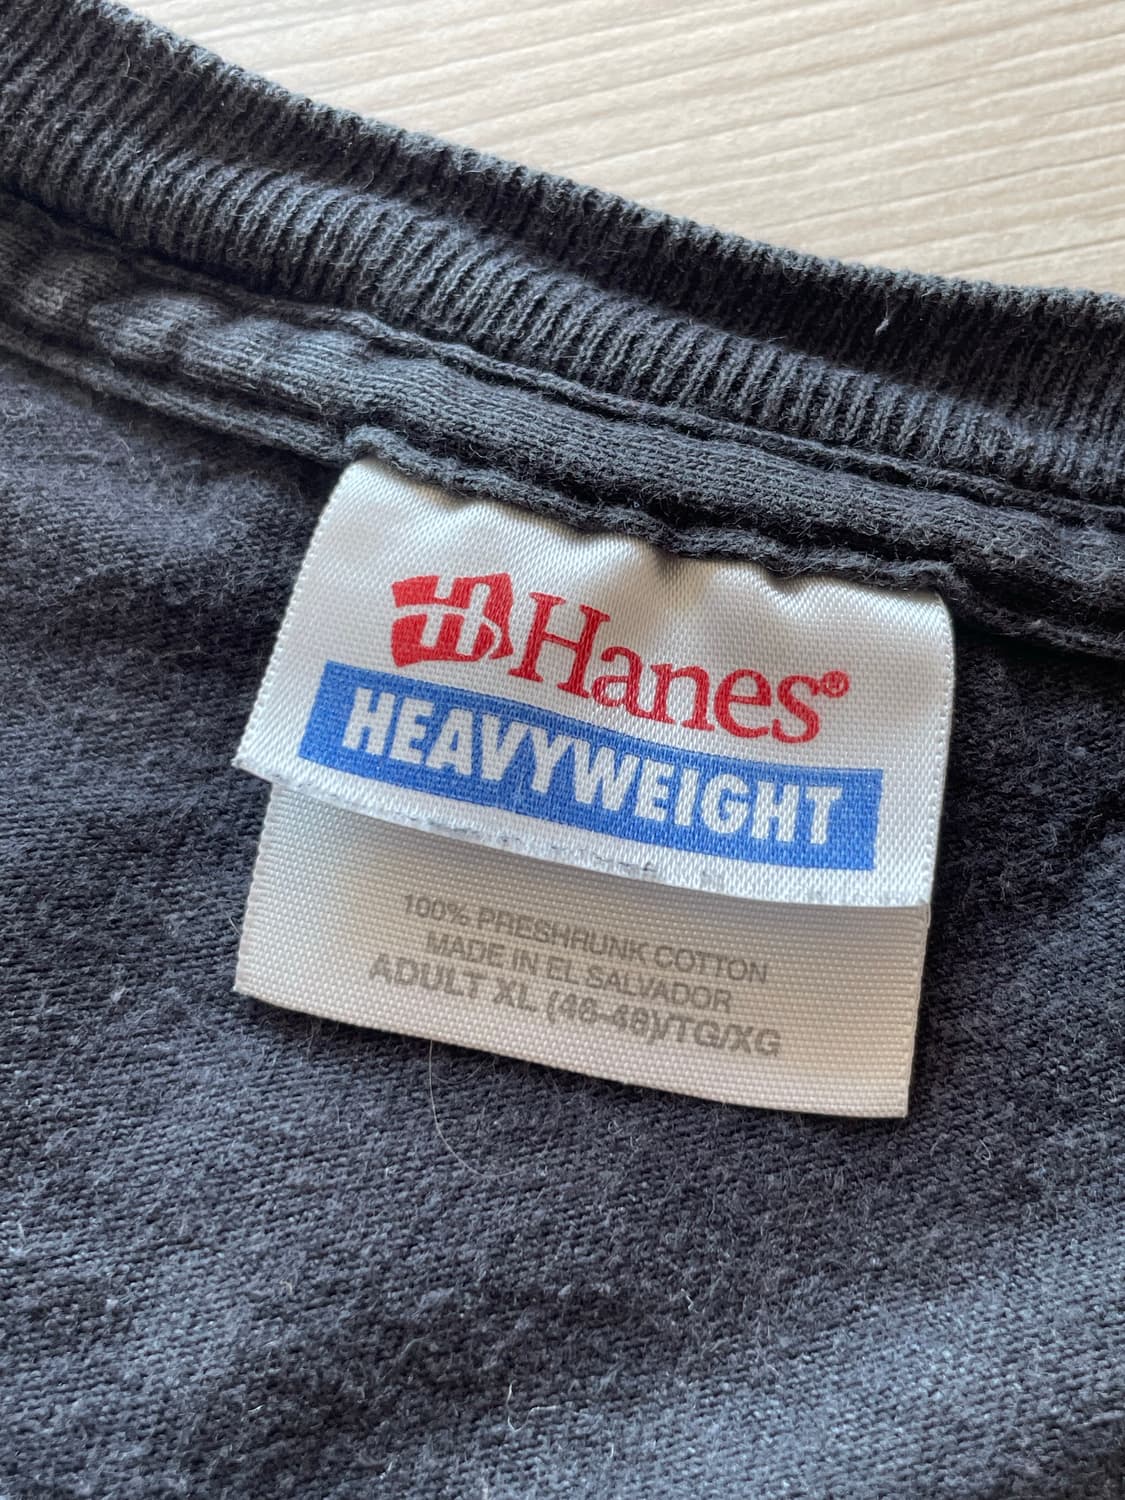 H Hanes®
HEAVYWEIGHT
100% PRESHRUNK COTTON
MADE IN EL SALVADOR
ADULT XL (46-48)/TG/XG